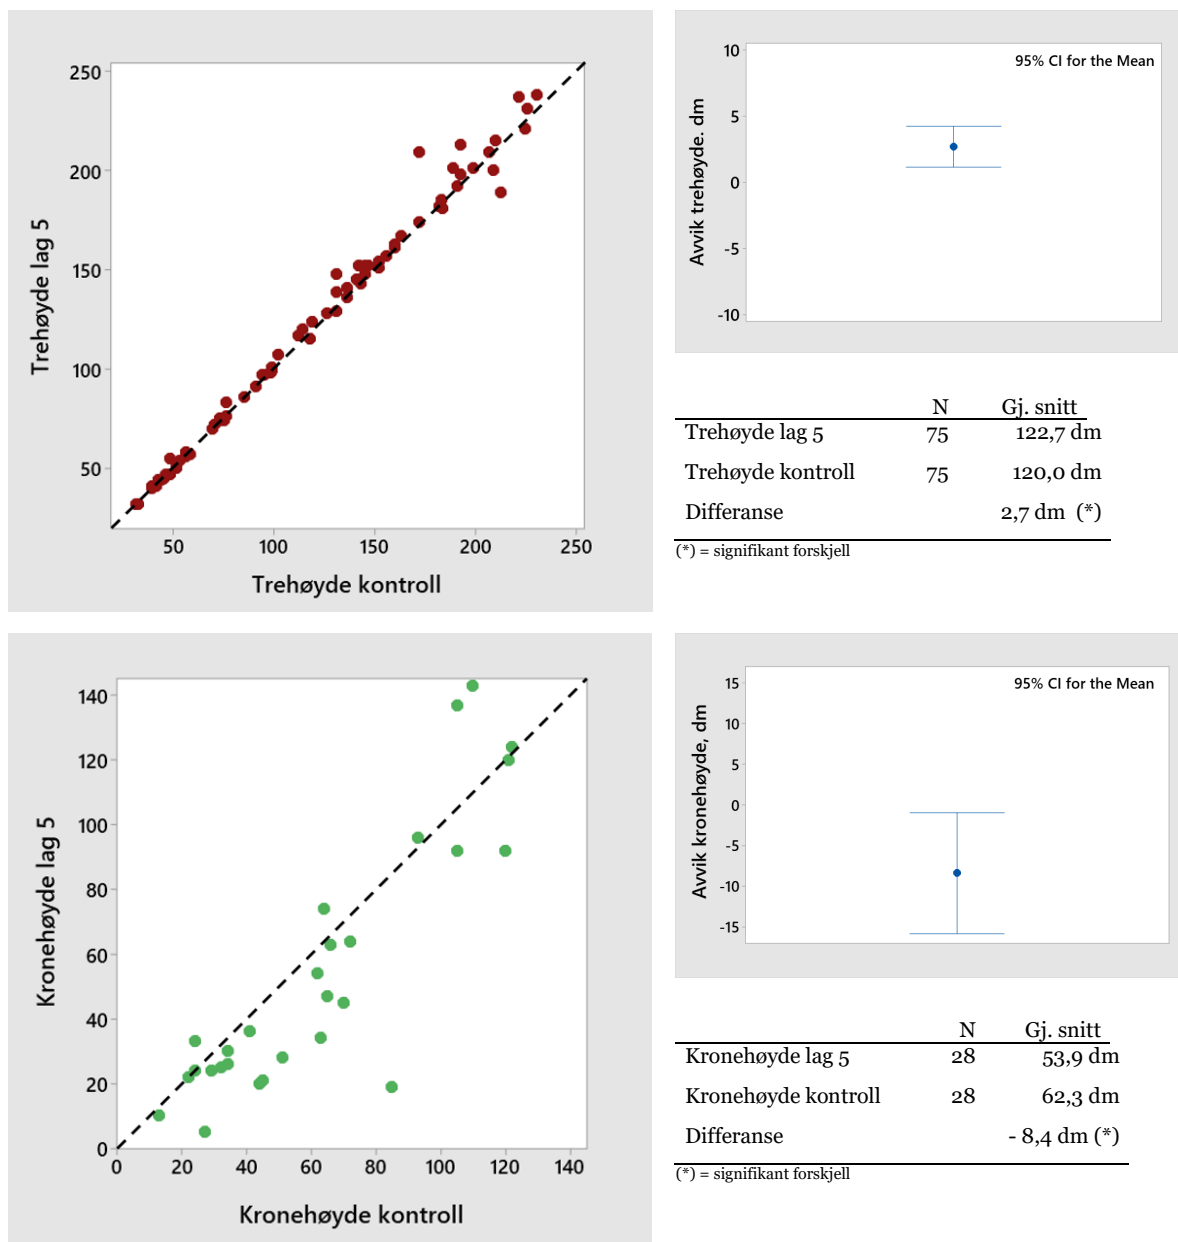 250
200
150
100
50
50 100 150 200 250
Trehøyde lag 5
Trehøyde kontroll
95% CI for the Mean
10
5
0
-5
-10
Avvik trehøyde. dm
N Gj. snitt
Trehøyde lag 5 75 122,7 dm
Trehøyde kontroll 75 120,0 dm
Differanse 2,7 dm (*)
(*) = signifikant forskjell
140
120
100
80
60
40
20
0
0 20 40 60 80 100 120 140
Kronehøyde lag 5
Kronehøyde kontroll
95% CI for the Mean
15
10
5
0
-5
-10
-15
Avvik kronehøyde, dm
N Gj. snitt
Kronehøyde lag 5 28 53,9 dm
Kronehøyde kontroll 28 62,3 dm
Differanse - 8,4 dm (*)
(*) = signifikant forskjell